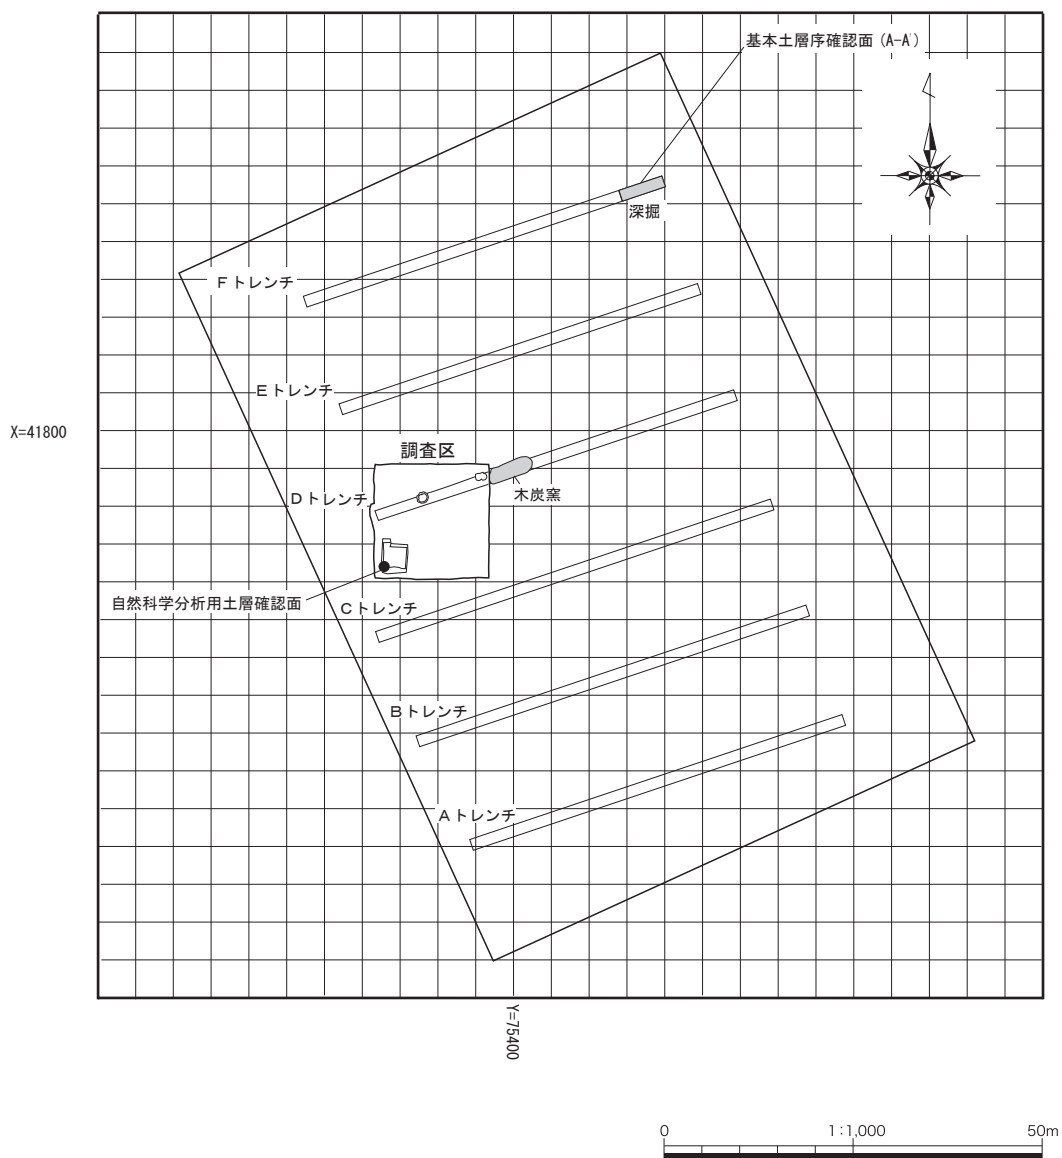 基本土層序確認面 (A-A')
深掘
Fトレンチ
Eトレンチ
X=41800
調査区
Dトレンチ
木炭窯
自然科学分析用土層確認面
Cトレンチ
Bトレンチ
Aトレンチ
Y=75400
0 1:1,000 50m